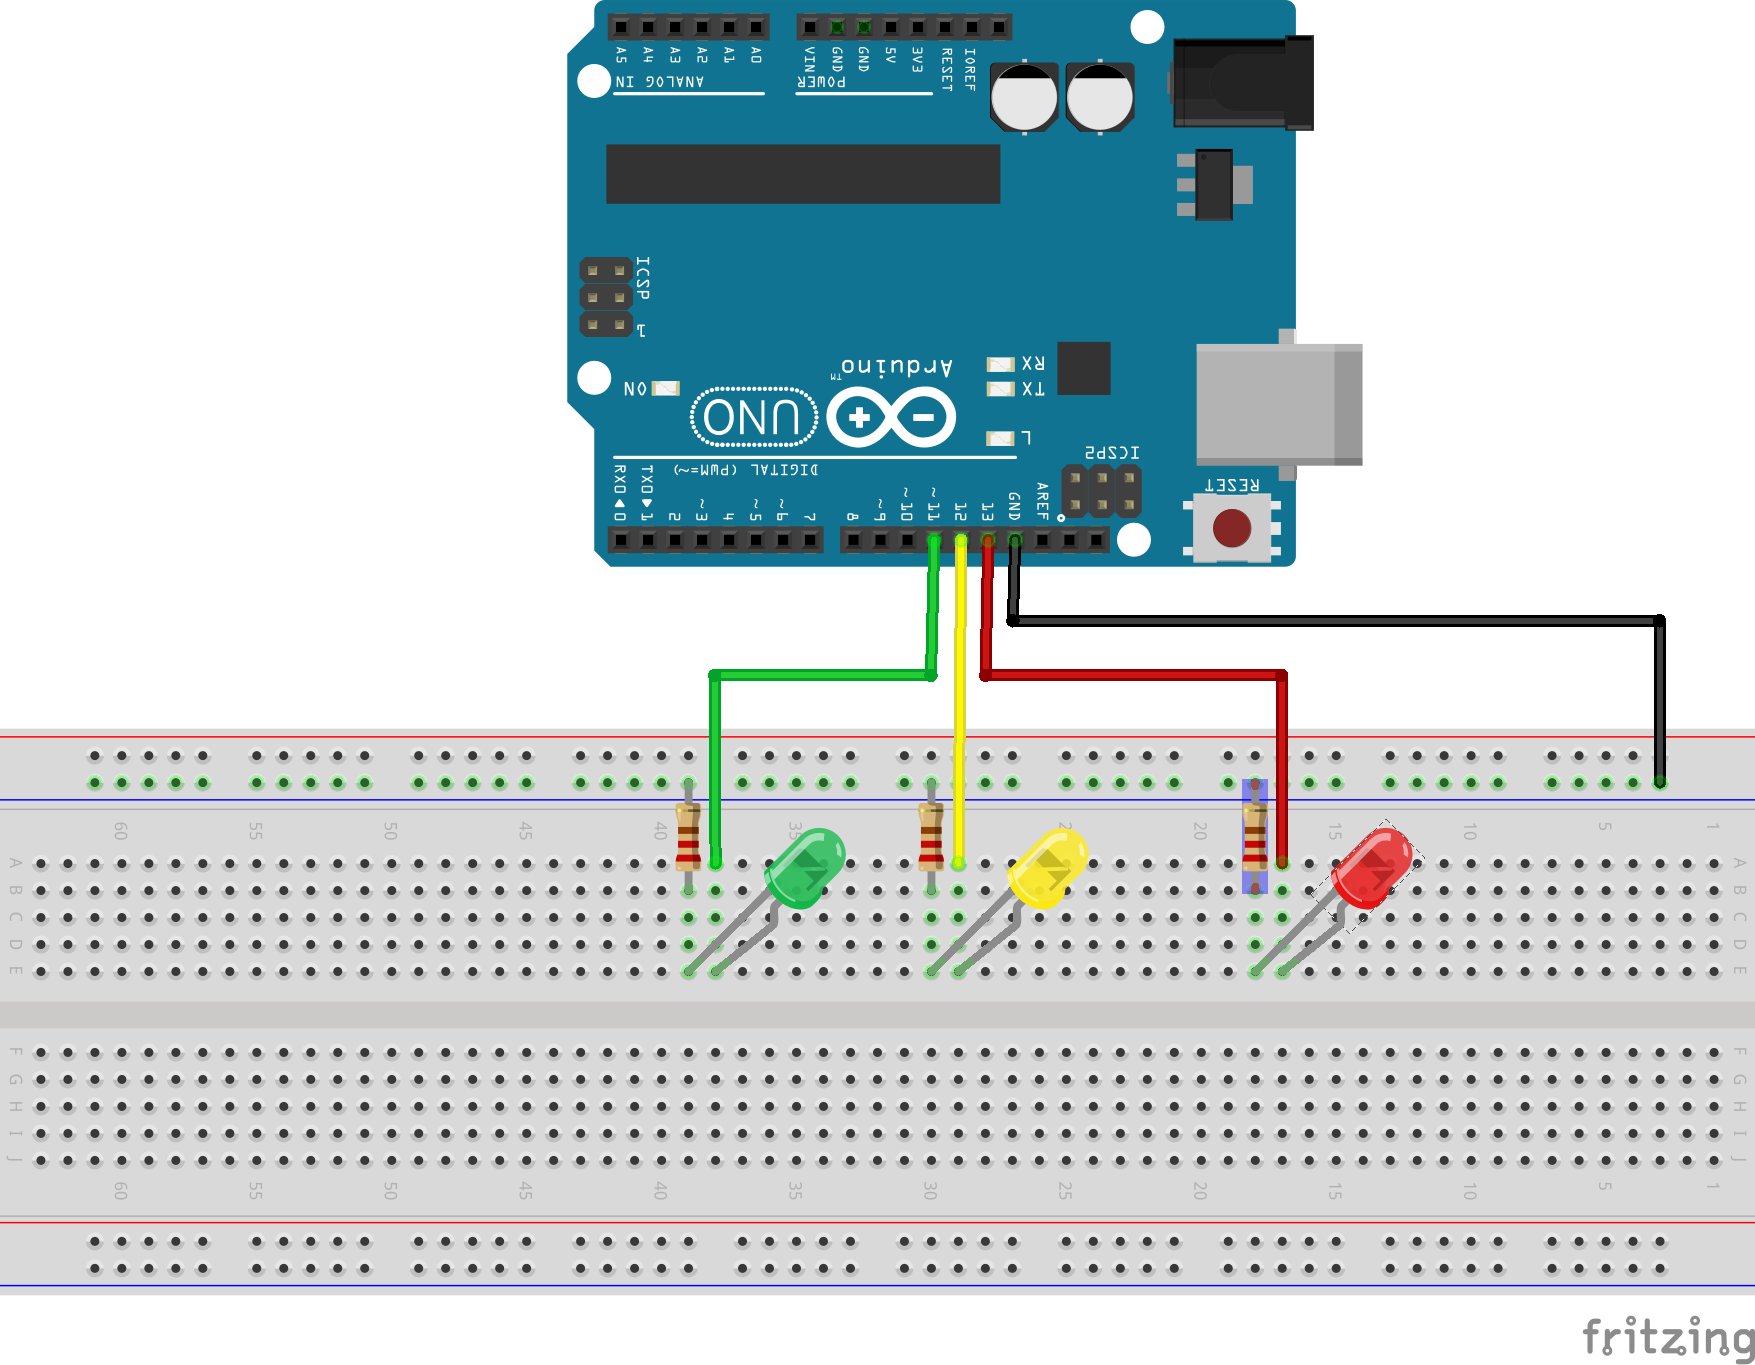 A5 A4 A3 A2 A1 A0 VIN GND GND 5V 3V3 RESET IOREF
ANALOG IN POWER
ICSP
1
Arduino
TM
RX
TX
ON
UNO
L
ICSP2
DIGITAL (PWM=~)
RX0◀0 TX0▶1 2 ~3 4 ~5 ~6 7 8 ~9 ~10 ~11 12 13 GND AREF
RESET
60 55 50 45 40 35 30 25 20 15 10 5 1
A A
B B
C C
D D
E E
F F
G G
H H
I I
J J
60 55 50 45 40 35 30 25 20 15 10 5 1
fritzing